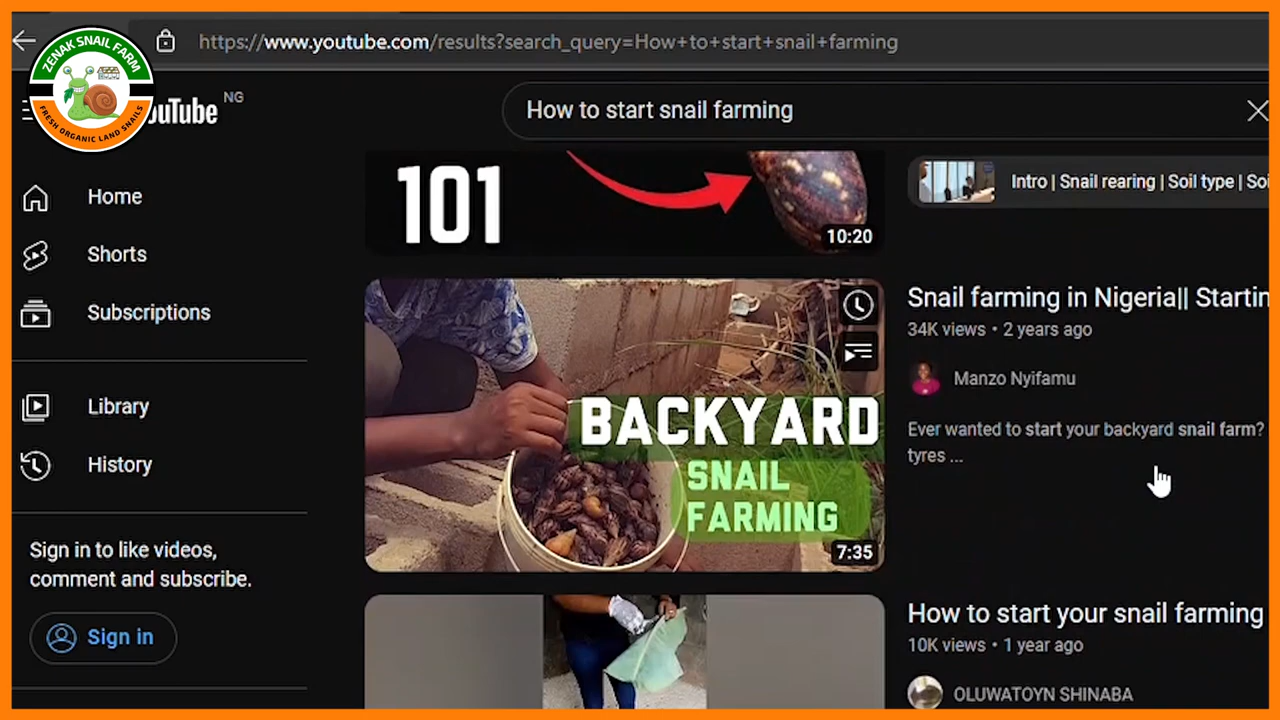 https://www.youtube.com/results?search_query=How+to+start+snail+farming
ZENAK SNAIL FARM
FRESH ORGANIC LAND SNAILS
ouTube NG
How to start snail farming
Home
Shorts
Subscriptions
Library
History
Sign in to like videos,
comment and subscribe.
Sign in
101
10:20
Intro | Snail rearing | Soil type | Soi
BACKYARD
SNAIL
FARMING
7:35
Snail farming in Nigeria|| Startin
34K views • 2 years ago
Manzo Nyifamu
Ever wanted to start your backyard snail farm?
tyres ...
How to start your snail farming
10K views • 1 year ago
OLUWATOYN SHINABA